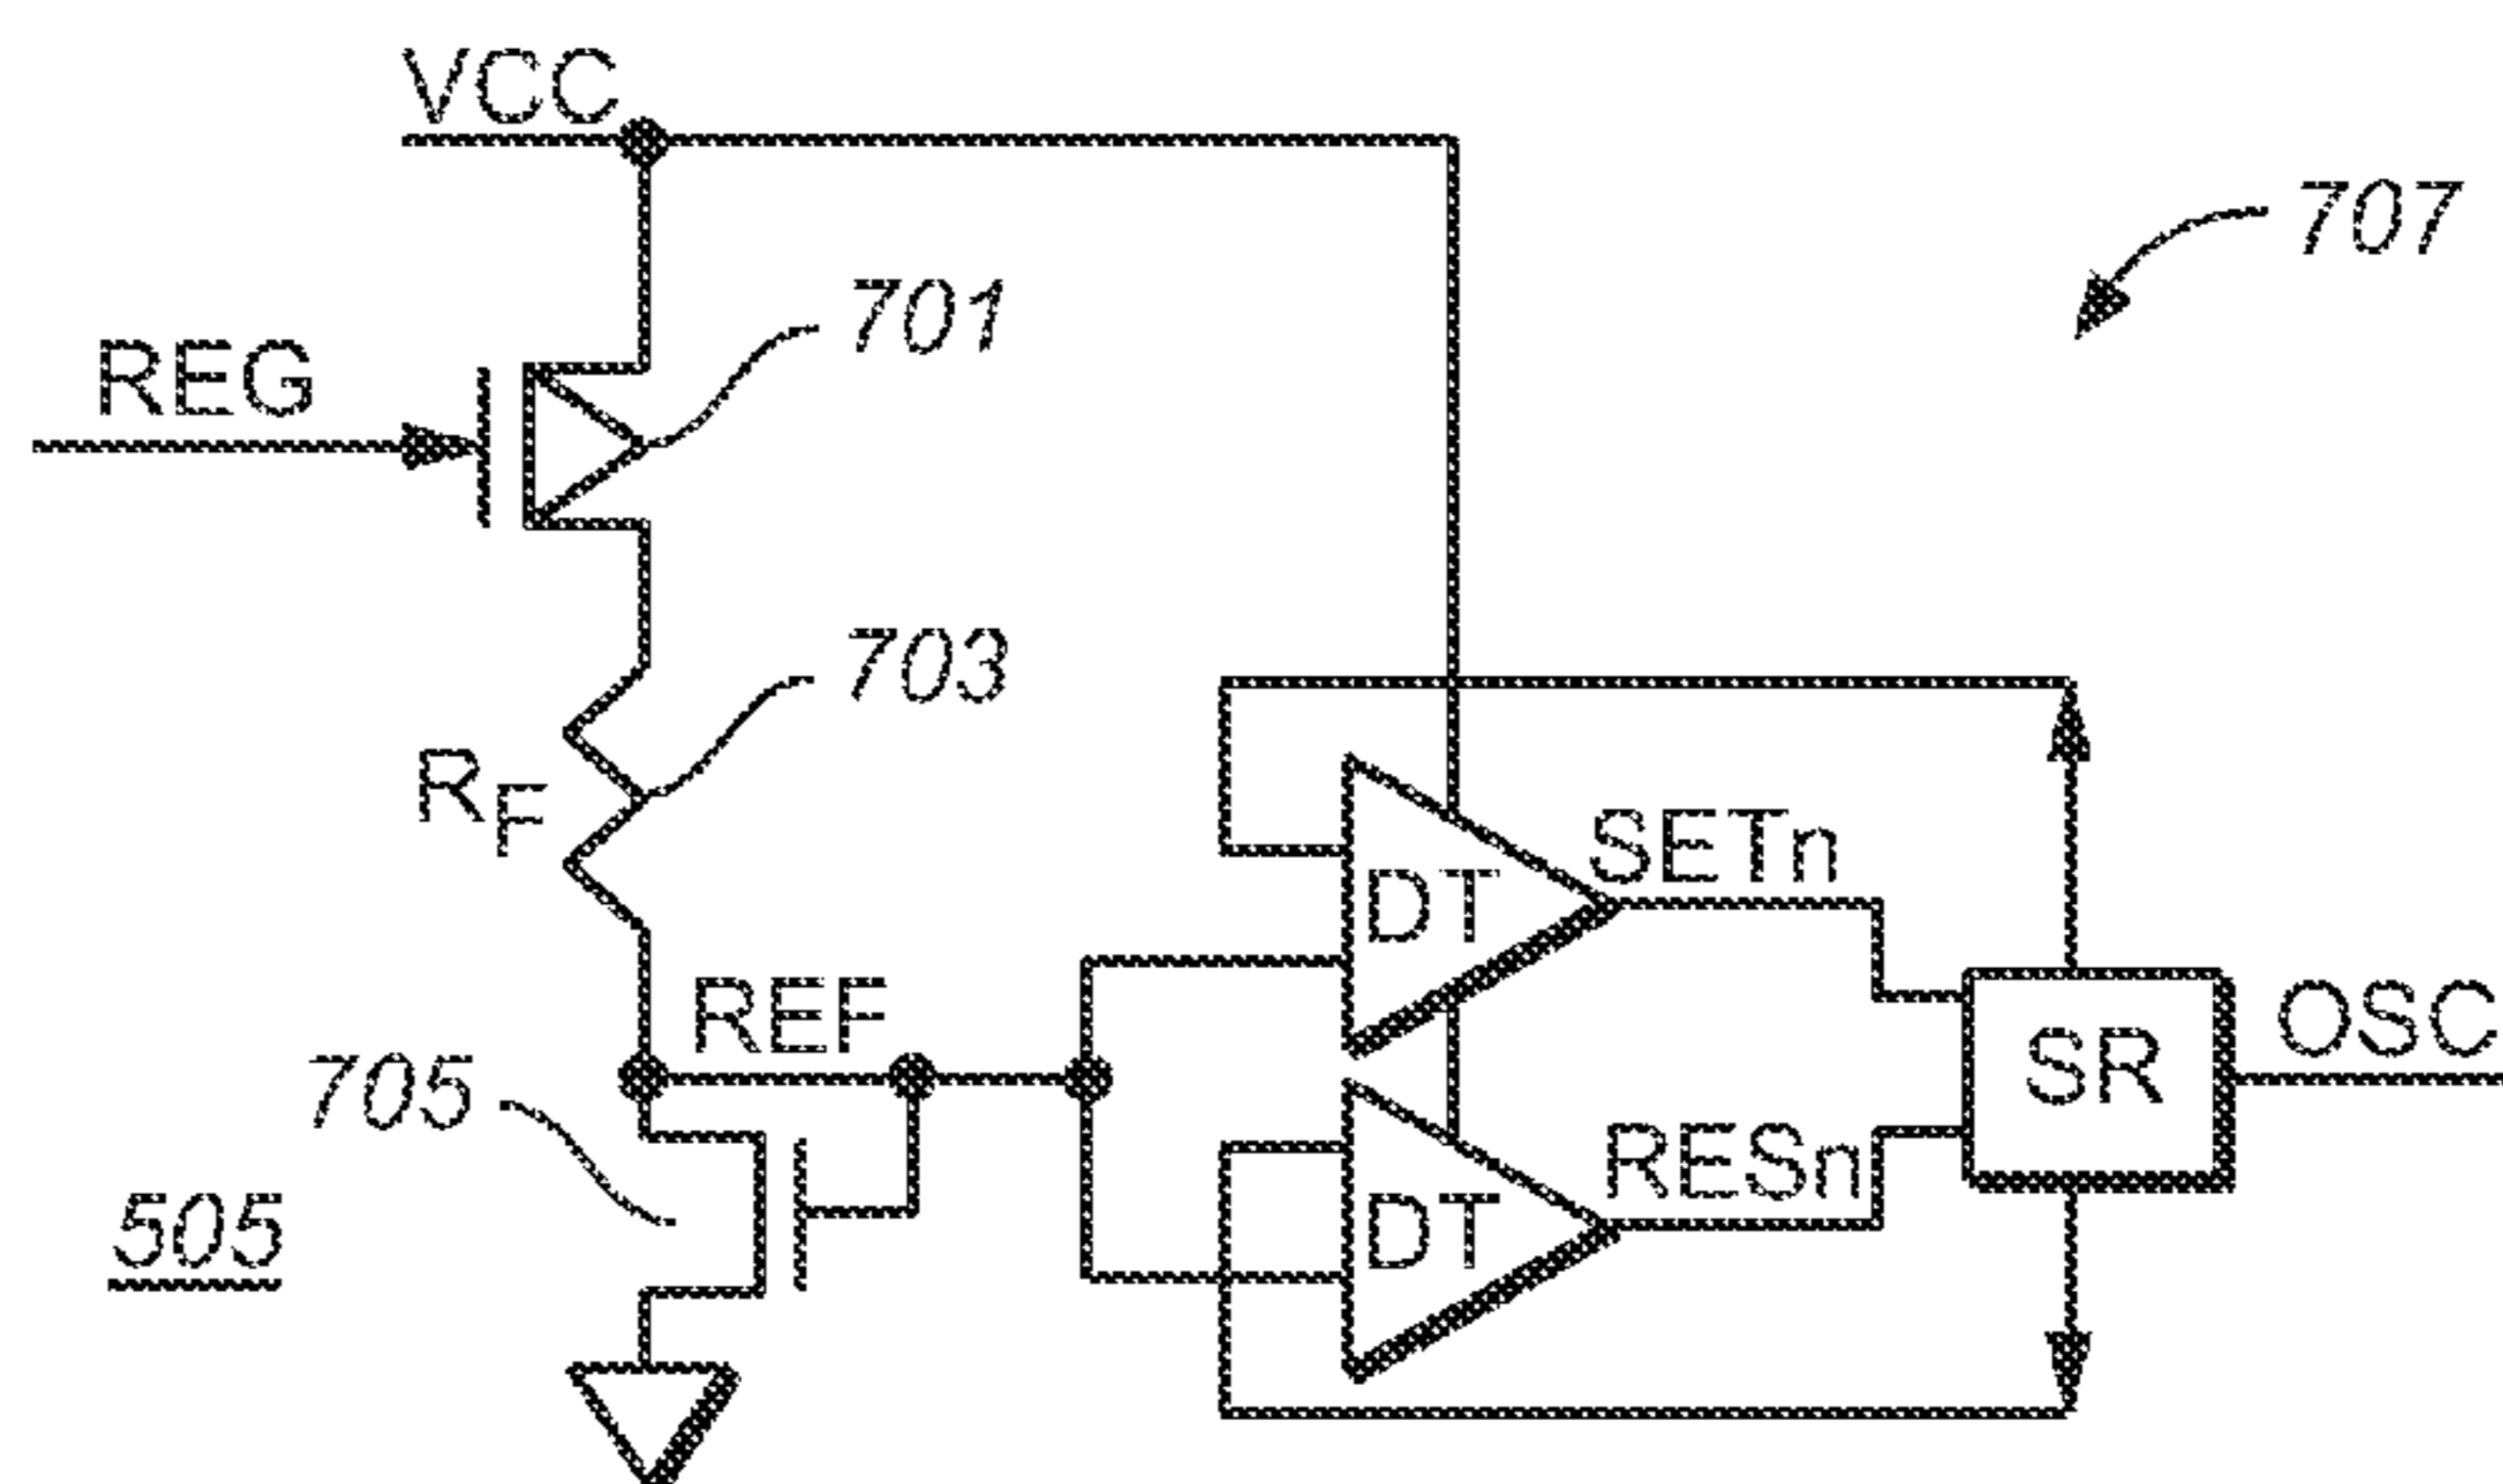 VCC
707
701
REG
703
RF
SETn
DT
REF
OSC
SR
705
RESn
505
DT